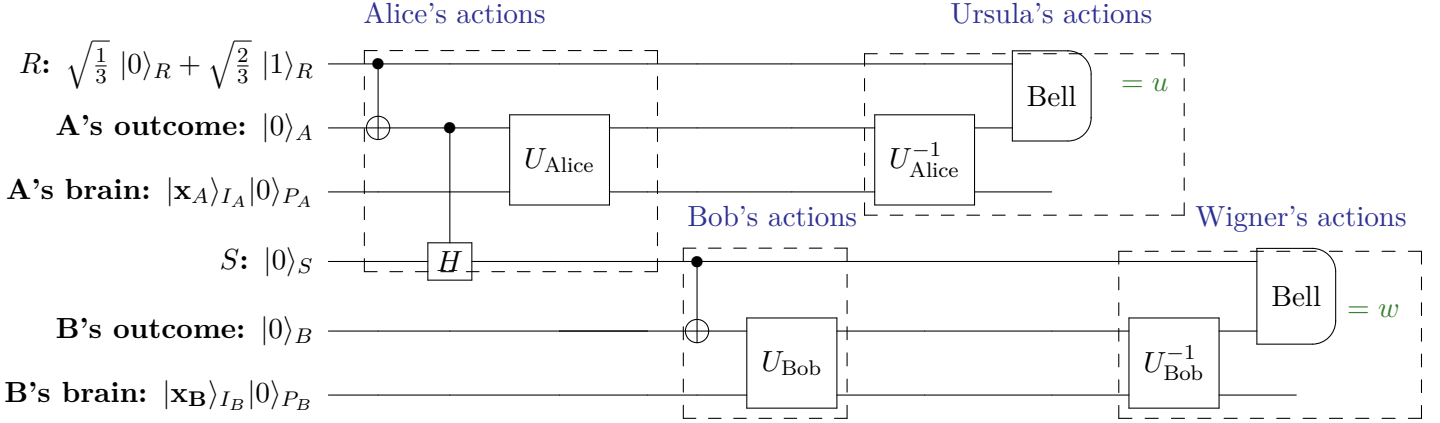 Alice's actions
Ursula's actions
R: √(1/3) |0⟩_R + √(2/3) |1⟩_R
Bell
= u
A's outcome: |0⟩_A
U_Alice
U_Alice^{-1}
A's brain: |x_A⟩_{I_A}|0⟩_{P_A}
Bob's actions
Wigner's actions
S: |0⟩_S
H
Bell
= w
B's outcome: |0⟩_B
U_Bob
U_Bob^{-1}
B's brain: |x_B⟩_{I_B}|0⟩_{P_B}